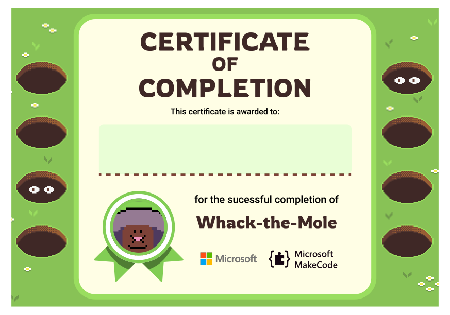 CERTIFICATE
OF
COMPLETION
This certificate is awarded to:
for the sucessful completion of
Whack-the-Mole
Microsoft
Microsoft
MakeCode